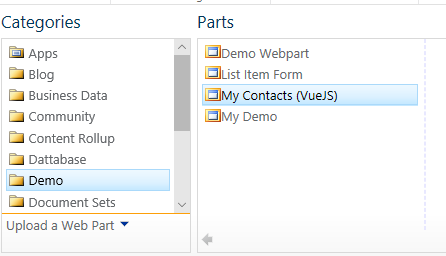 Categories
Apps
Blog
Business Data
Community
Content Rollup
Dattabase
Demo
Document Sets
Upload a Web Part
Parts
Demo Webpart
List Item Form
My Contacts (VueJS)
My Demo